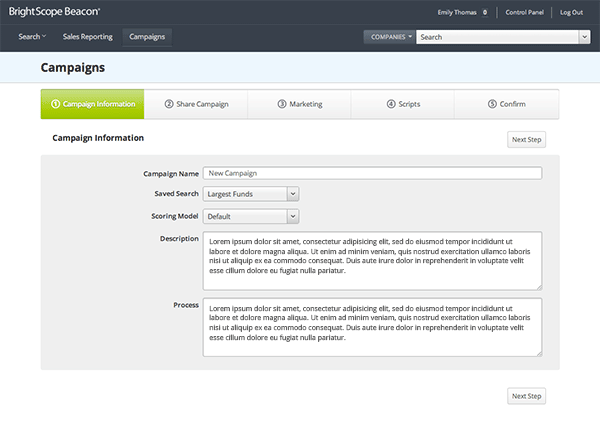 BrightScope Beacon®
Emily Thomas 0 Control Panel Log Out
Search Sales Reporting Campaigns COMPANIES Search
Campaigns
1 Campaign Information 2 Share Campaign 3 Marketing 4 Scripts 5 Confirm
Campaign Information Next Step
Campaign Name New Campaign
Saved Search Largest Funds
Scoring Model Default
Description Lorem ipsum dolor sit amet, consectetur adipisicing elit, sed do eiusmod tempor incididunt ut
labore et dolore magna aliqua. Ut enim ad minim veniam, quis nostrud exercitation ullamco laboris
nisi ut aliquip ex ea commodo consequat. Duis aute irure dolor in reprehenderit in voluptate velit
esse cillum dolore eu fugiat nulla pariatur.
Process Lorem ipsum dolor sit amet, consectetur adipisicing elit, sed do eiusmod tempor incididunt ut
labore et dolore magna aliqua. Ut enim ad minim veniam, quis nostrud exercitation ullamco laboris
nisi ut aliquip ex ea commodo consequat. Duis aute irure dolor in reprehenderit in voluptate velit
esse cillum dolore eu fugiat nulla pariatur.
Next Step